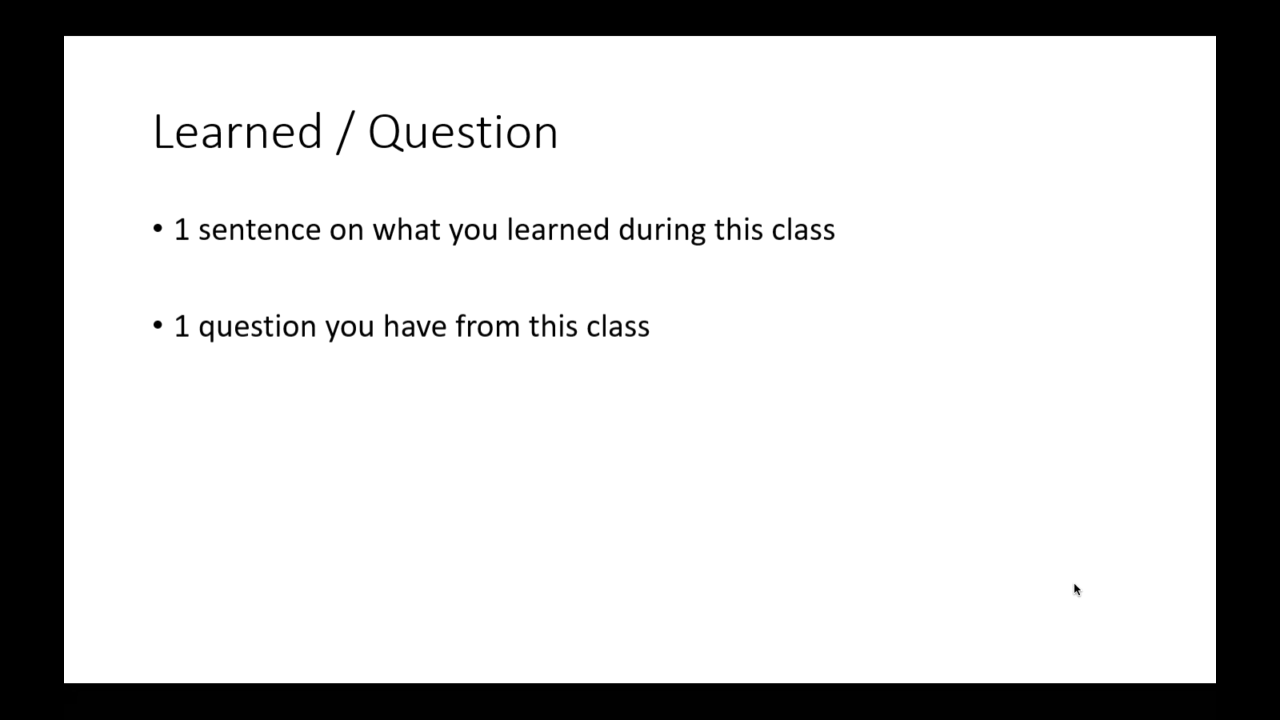 Learned / Question
• 1 sentence on what you learned during this class
• 1 question you have from this class